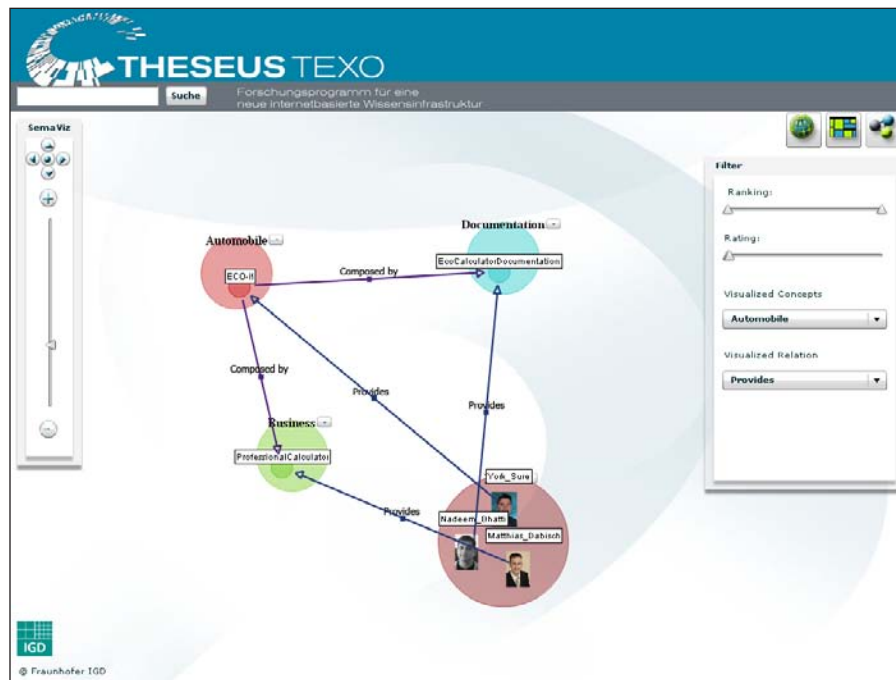 THESEUS TEXO
Suche
Forschungsprogramm für eine
neue internetbasierte Wissensinfrastruktur
SemaViz
Filter
Ranking:
Rating:
Visualized Concepts
Automobile
Visualized Relation
Provides
Automobile
ECO-it
Documentation
EcoCalculatorDocumentation
Composed by
Composed by
Provides
Provides
Business
ProfessionalCalculator
Provides
York_Sure
Nadeem_Bhatti
Matthias_Dabisch
IGD
@ Fraunhofer IGD